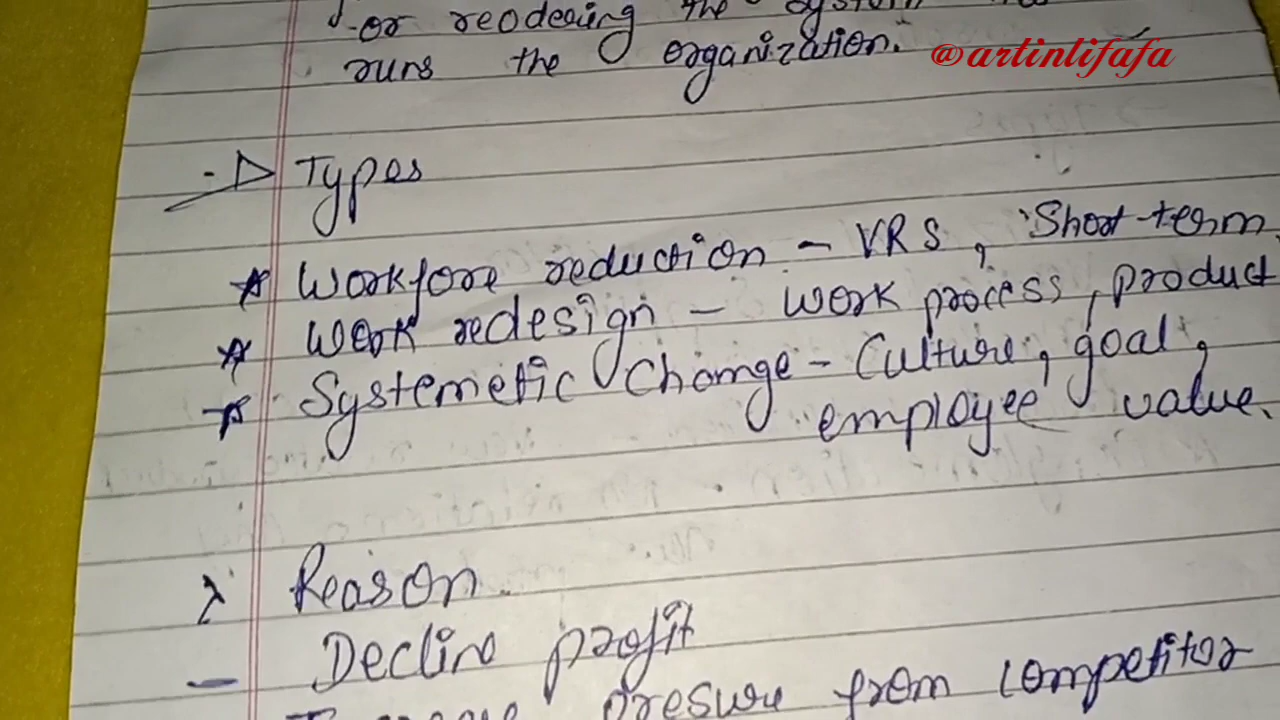 or reodering the System
runs the organization.
@artinlifafa
Types
* Workfore reduction - VRS, Short-term.
* Work redesign - Work process, product
* Systemetic Change - Culture, goal,
employee value.
Reason
- Decline profit
presure from competitor